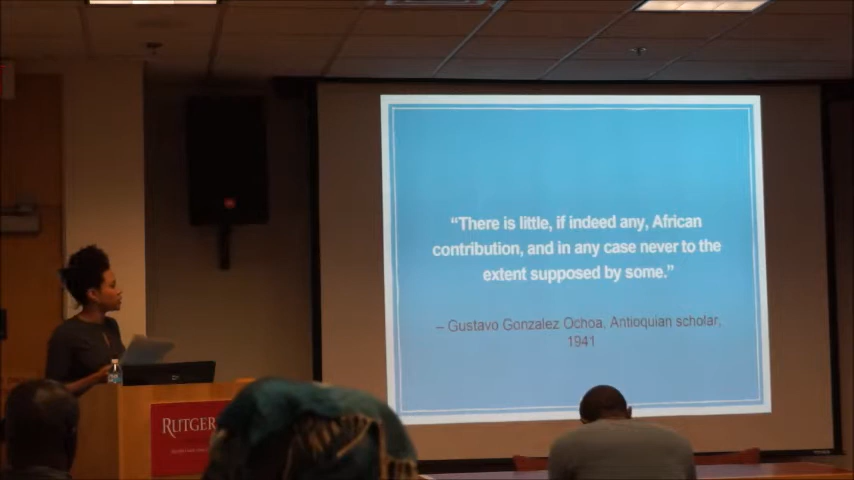 “There is little, if indeed any, African
contribution, and in any case never to the
extent supposed by some.”
– Gustavo Gonzalez Ochoa, Antioquian scholar,
1941
RUTGER